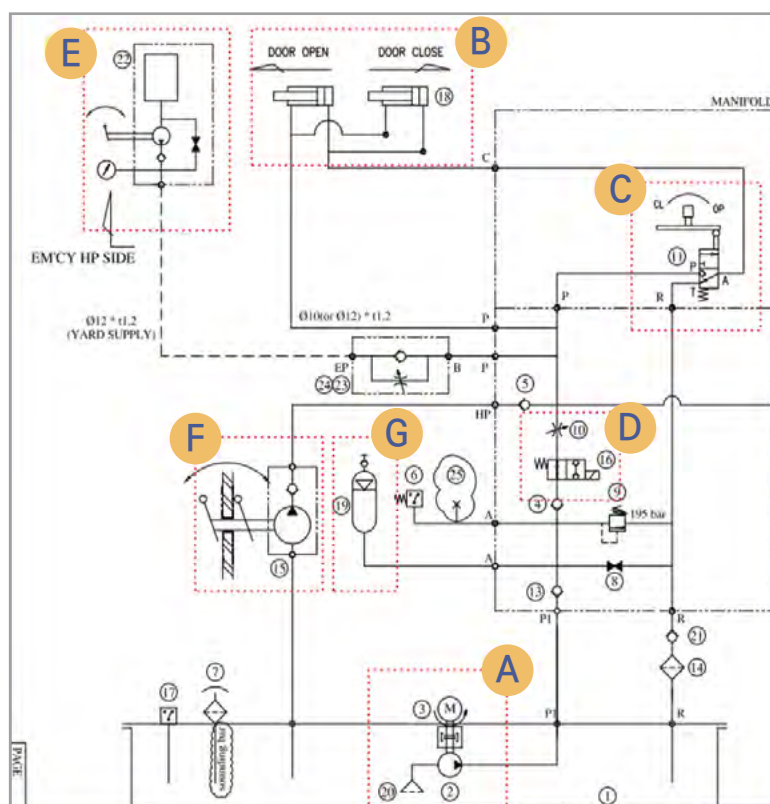 E
22
B
DOOR OPEN
DOOR CLOSE
18
MANIFOLD
C
C
CL
OP
11
P
A
T
EM'CY HP SIDE
Ø12 * t1.2
(YARD SUPPLY)
Ø10(or Ø12) * t1.2
P
R
P
EP
B
P
24
23
5
HP
F
G
10
D
16
6
25
19
4
9
195 bar
A
15
A
8
13
P1
R
21
14
A
7
17
3
M
P1
R
sounding bar
PAGE
20
2
1